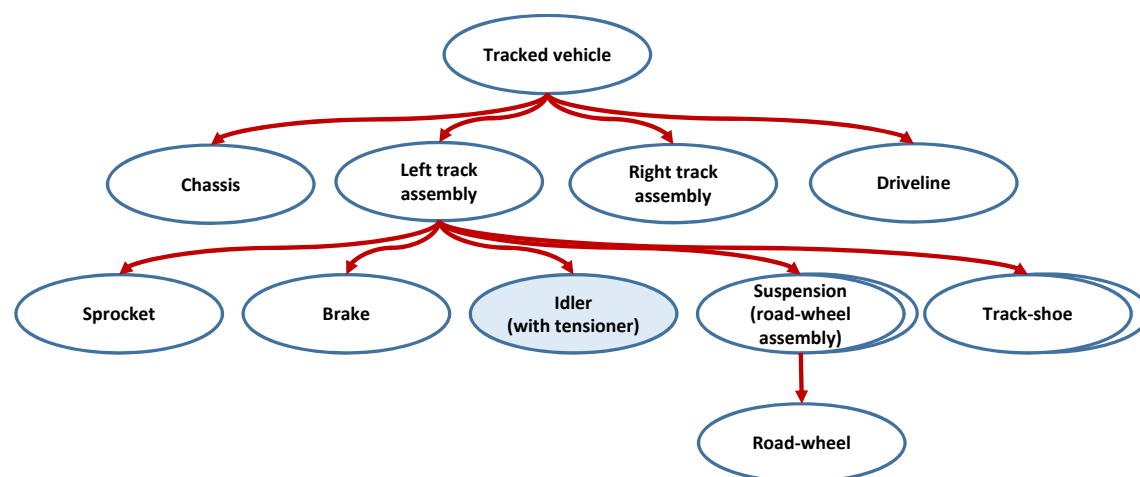 Tracked vehicle
Chassis
Left track
assembly
Right track
assembly
Driveline
Sprocket
Brake
Idler
(with tensioner)
Suspension
(road-wheel
assembly)
Track-shoe
Road-wheel